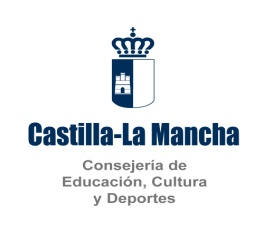 Castilla-La Mancha
Consejería de
Educación, Cultura
y Deportes